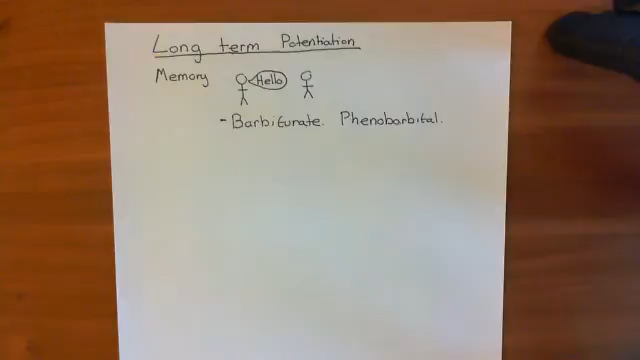 Long term Potentiation
Memory Hello
- Barbiturate. Phenobarbital.